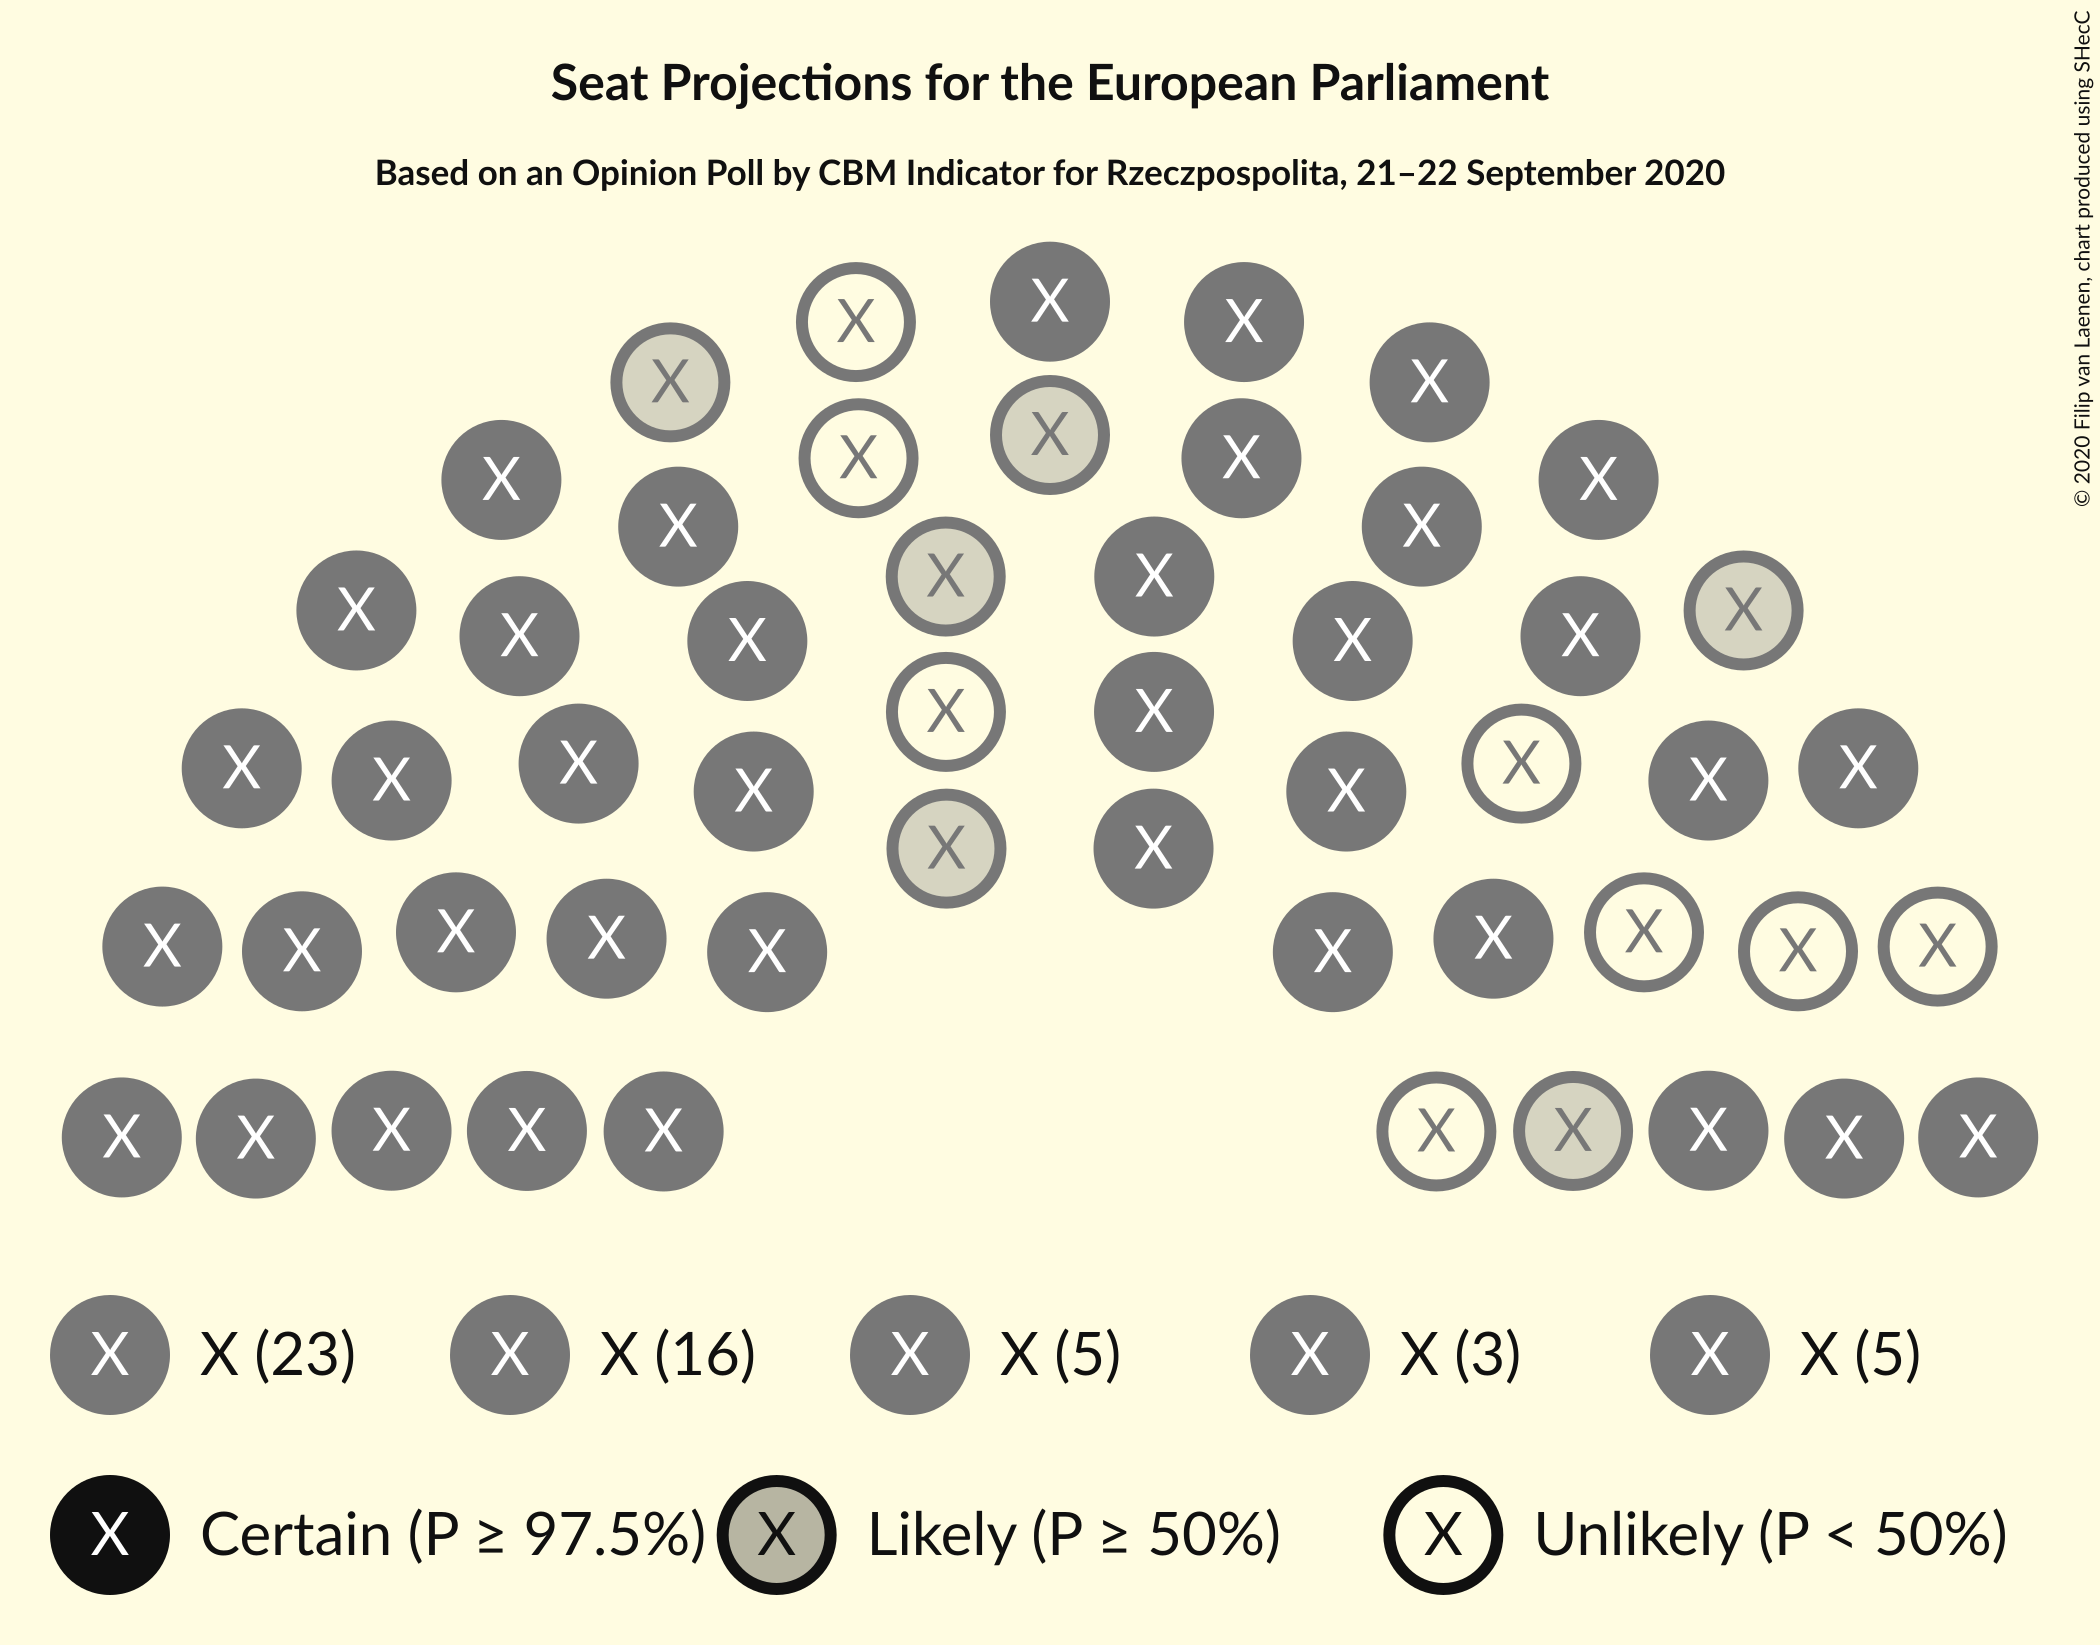 Seat Projections for the European Parliament
Based on an Opinion Poll by CBM Indicator for Rzeczpospolita, 21–22 September 2020
© 2020 Filip van Laenen, chart produced using SHecC
X X X
X X
X X X
X X
X X
X X
X X X X X X
X X
X X X X X X X X
X X
X X X X X X X X X X
X X X X X X X X X X
X X (23) X X (16) X X (5) X X (3) X X (5)
X Certain (P ≥ 97.5%) X Likely (P ≥ 50%) X Unlikely (P < 50%)